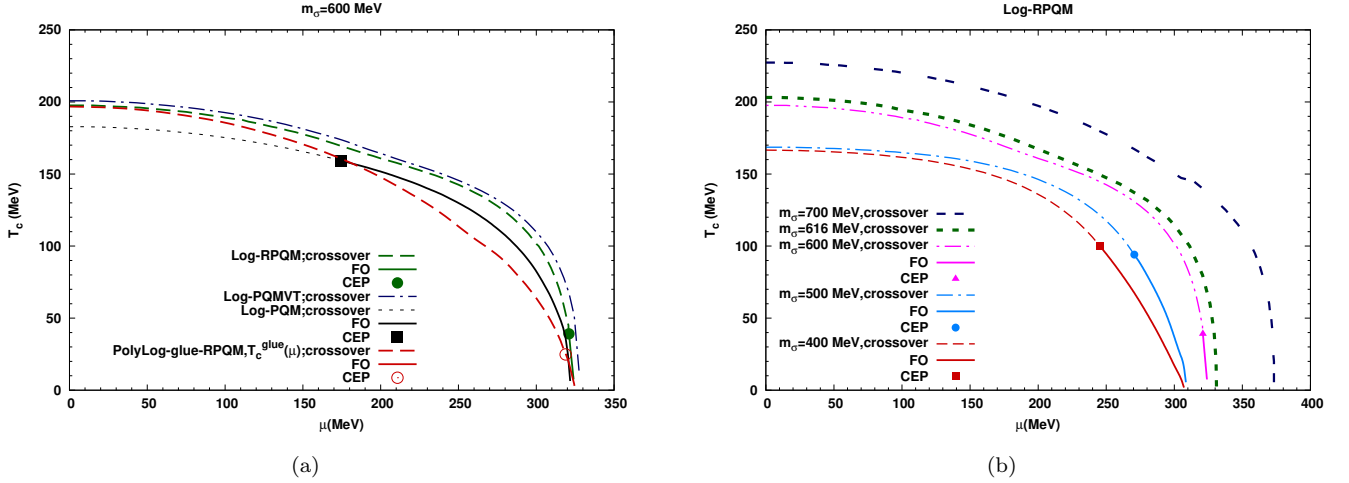 mσ=600 MeV
250
200
150
100
50
0
Tc (MeV)
Log-RPQM;crossover
FO
CEP
Log-PQMVT;crossover
Log-PQM;crossover
FO
CEP
PolyLog-glue-RPQM,Tc^glue(μ);crossover
FO
CEP
0 50 100 150 200 250 300 350
μ(MeV)
(a)
Log-RPQM
250
200
150
100
50
0
Tc (MeV)
mσ=700 MeV,crossover
mσ=616 MeV,crossover
mσ=600 MeV,crossover
FO
CEP
mσ=500 MeV,crossover
FO
CEP
mσ=400 MeV,crossover
FO
CEP
0 50 100 150 200 250 300 350 400
μ(MeV)
(b)